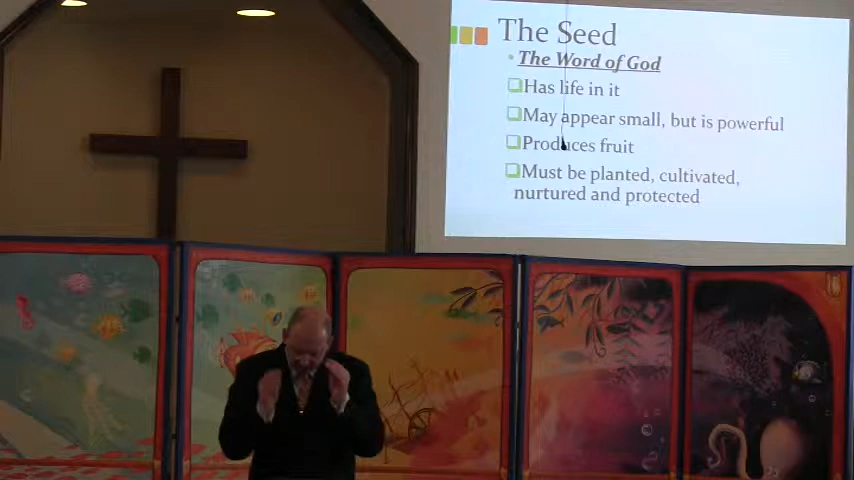 The Seed
The Word of God
Has life in it
May appear small, but is powerful
Produces fruit
Must be planted, cultivated,
nurtured and protected